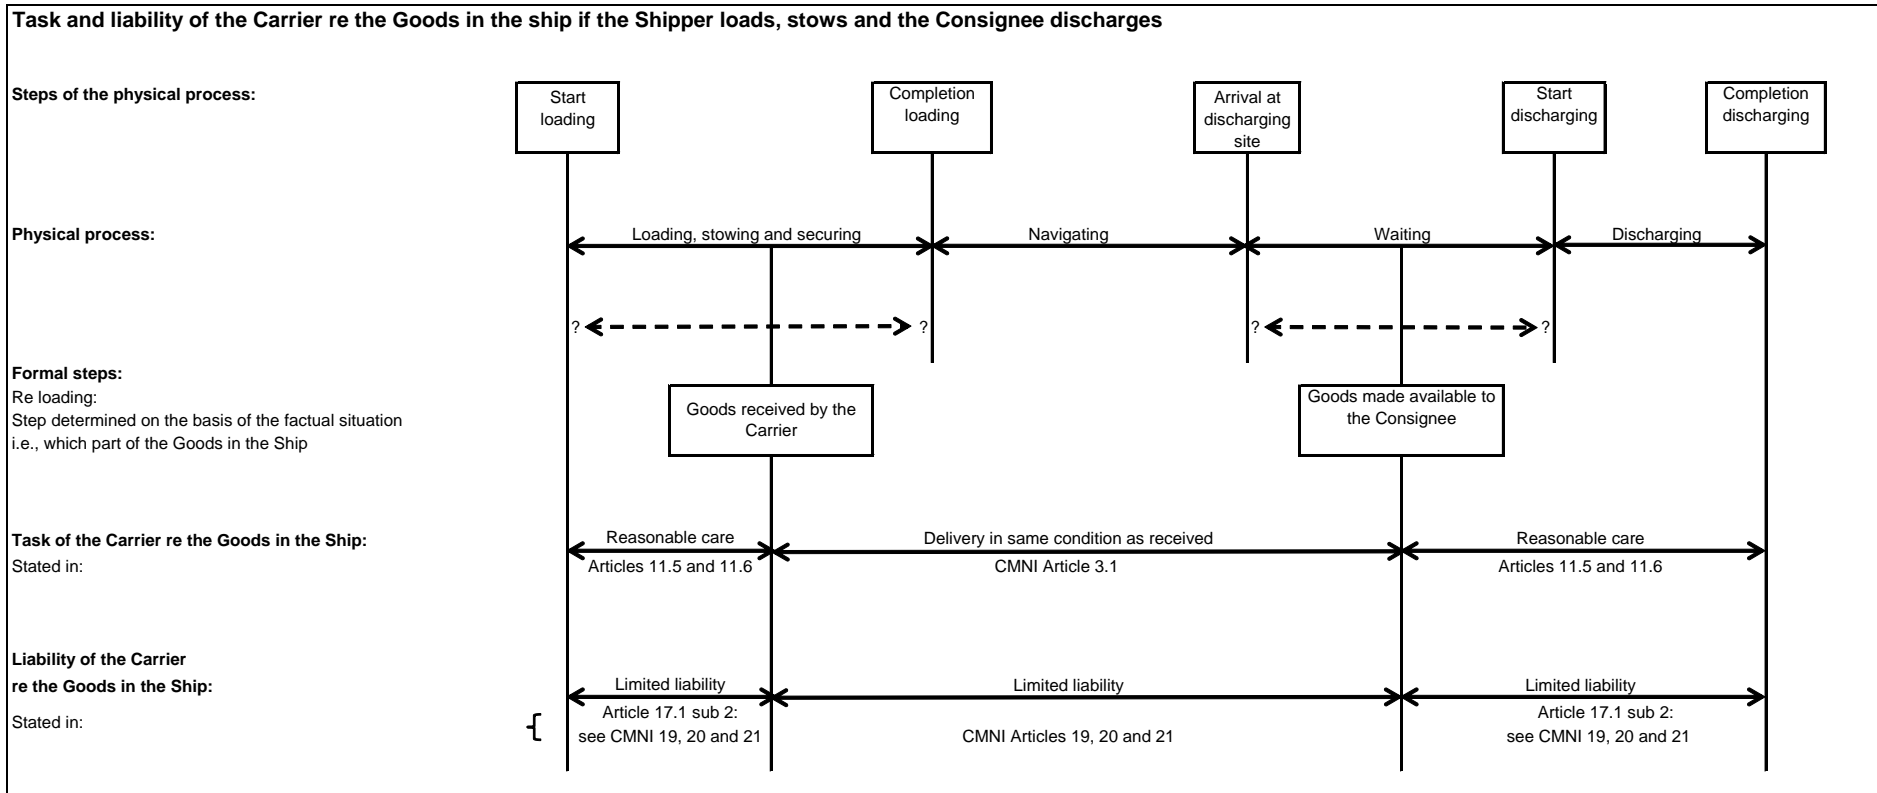 Task and liability of the Carrier re the Goods in the ship if the Shipper loads, stows and the Consignee discharges
Steps of the physical process:
Start
loading
Completion
loading
Arrival at
discharging
site
Start
discharging
Completion
discharging
Physical process:
Loading, stowing and securing
Navigating
Waiting
Discharging
?
?
?
?
Formal steps:
Re loading:
Step determined on the basis of the factual situation
i.e., which part of the Goods in the Ship
Goods received by the
Carrier
Goods made available to
the Consignee
Task of the Carrier re the Goods in the Ship:
Reasonable care
Delivery in same condition as received
Reasonable care
Stated in:
Articles 11.5 and 11.6
CMNI Article 3.1
Articles 11.5 and 11.6
Liability of the Carrier
re the Goods in the Ship:
Limited liability
Limited liability
Limited liability
Stated in:
{
Article 17.1 sub 2:
see CMNI 19, 20 and 21
CMNI Articles 19, 20 and 21
Article 17.1 sub 2:
see CMNI 19, 20 and 21